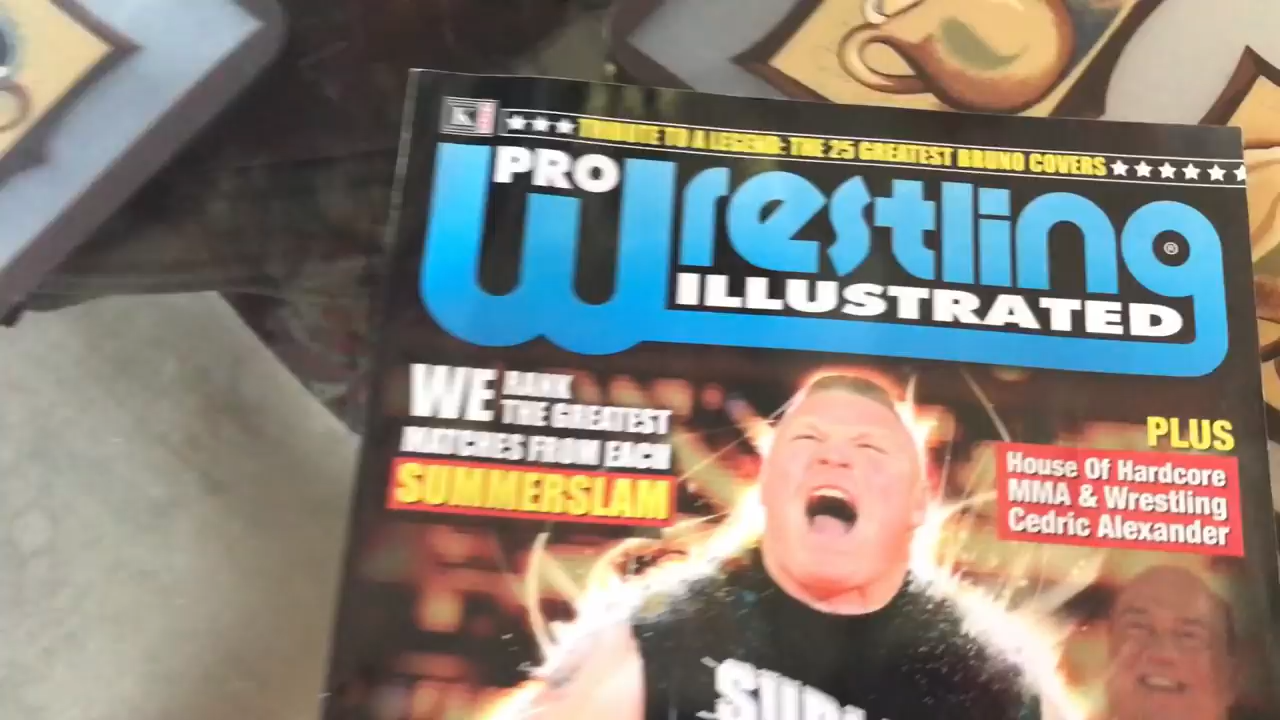 K
TRIBUTE TO A LEGEND: THE 25 GREATEST BRUNO COVERS
PRO
Wrestling ®
ILLUSTRATED
WE RANK
THE GREATEST
MATCHES FROM EACH
SUMMERSLAM
PLUS
House Of Hardcore
MMA & Wrestling
Cedric Alexander